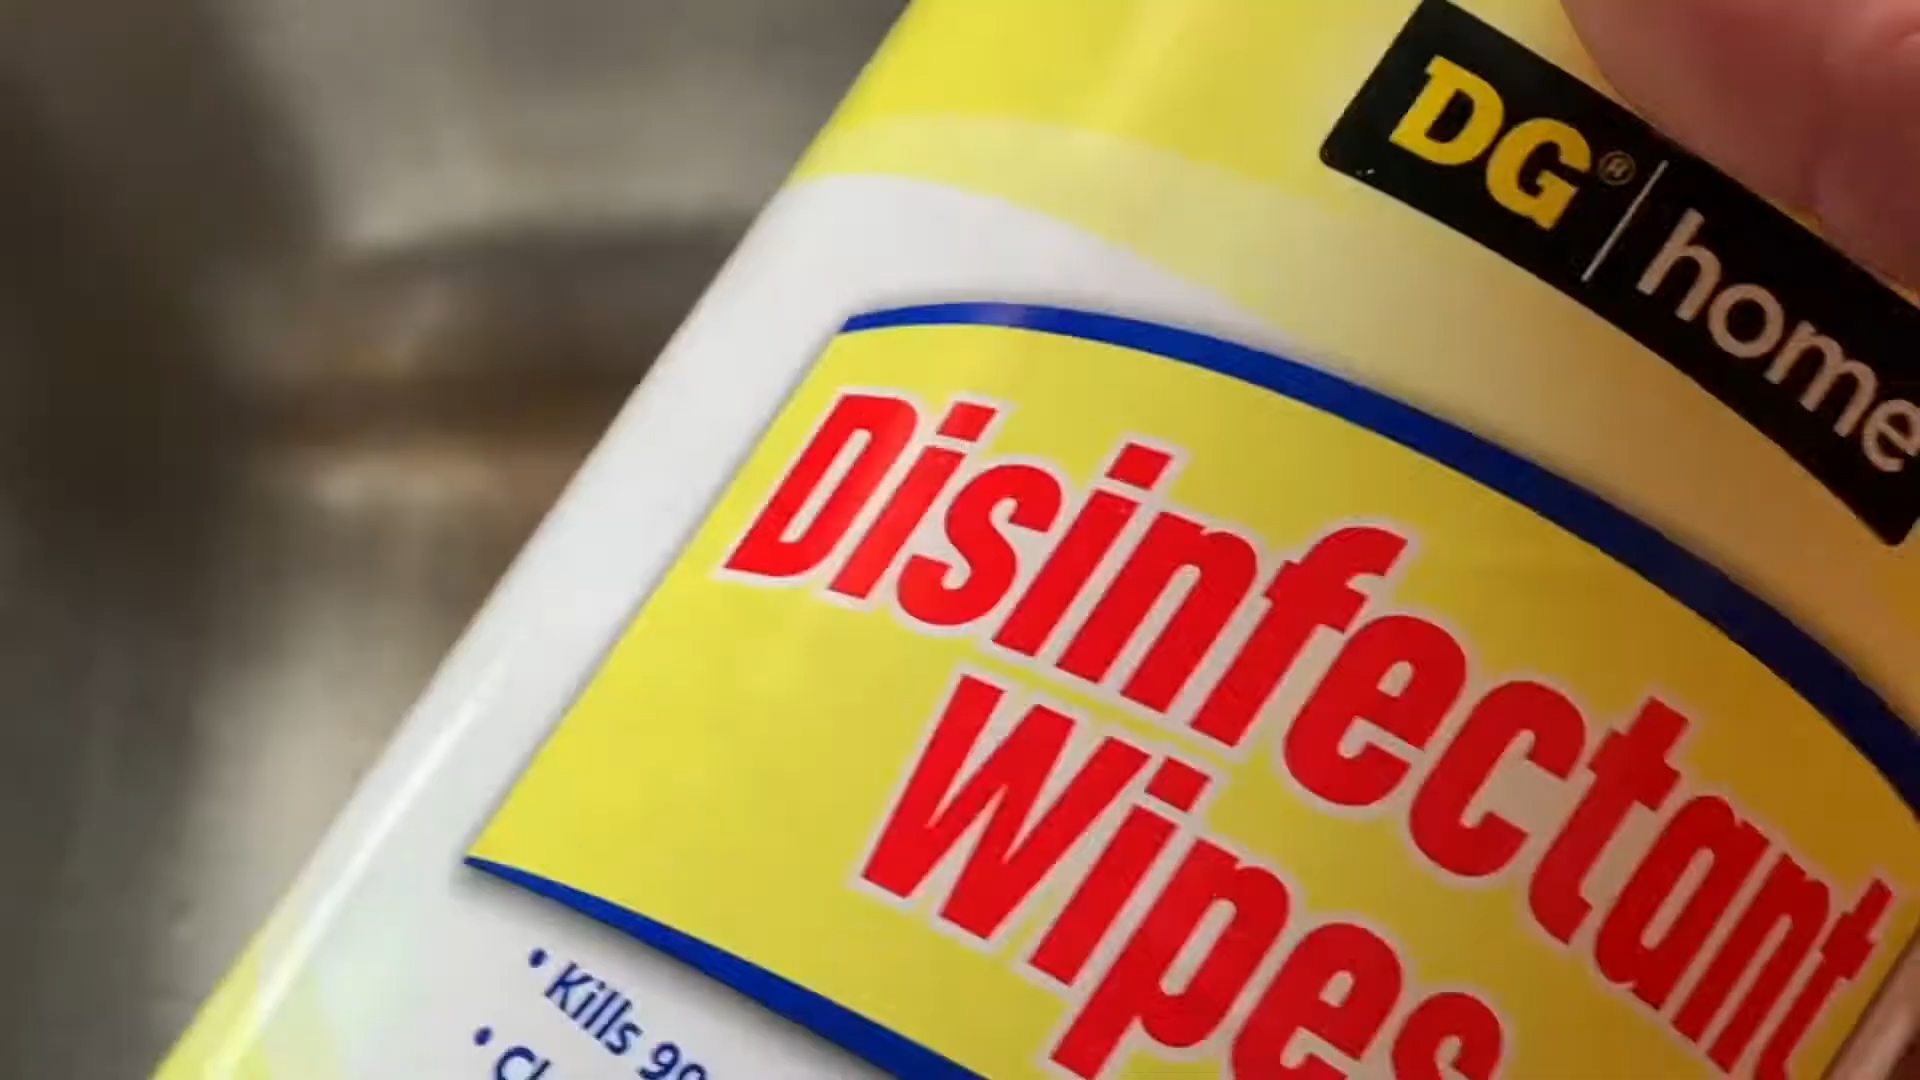 DG® | home
Disinfectant
Wipes
• Kills 99